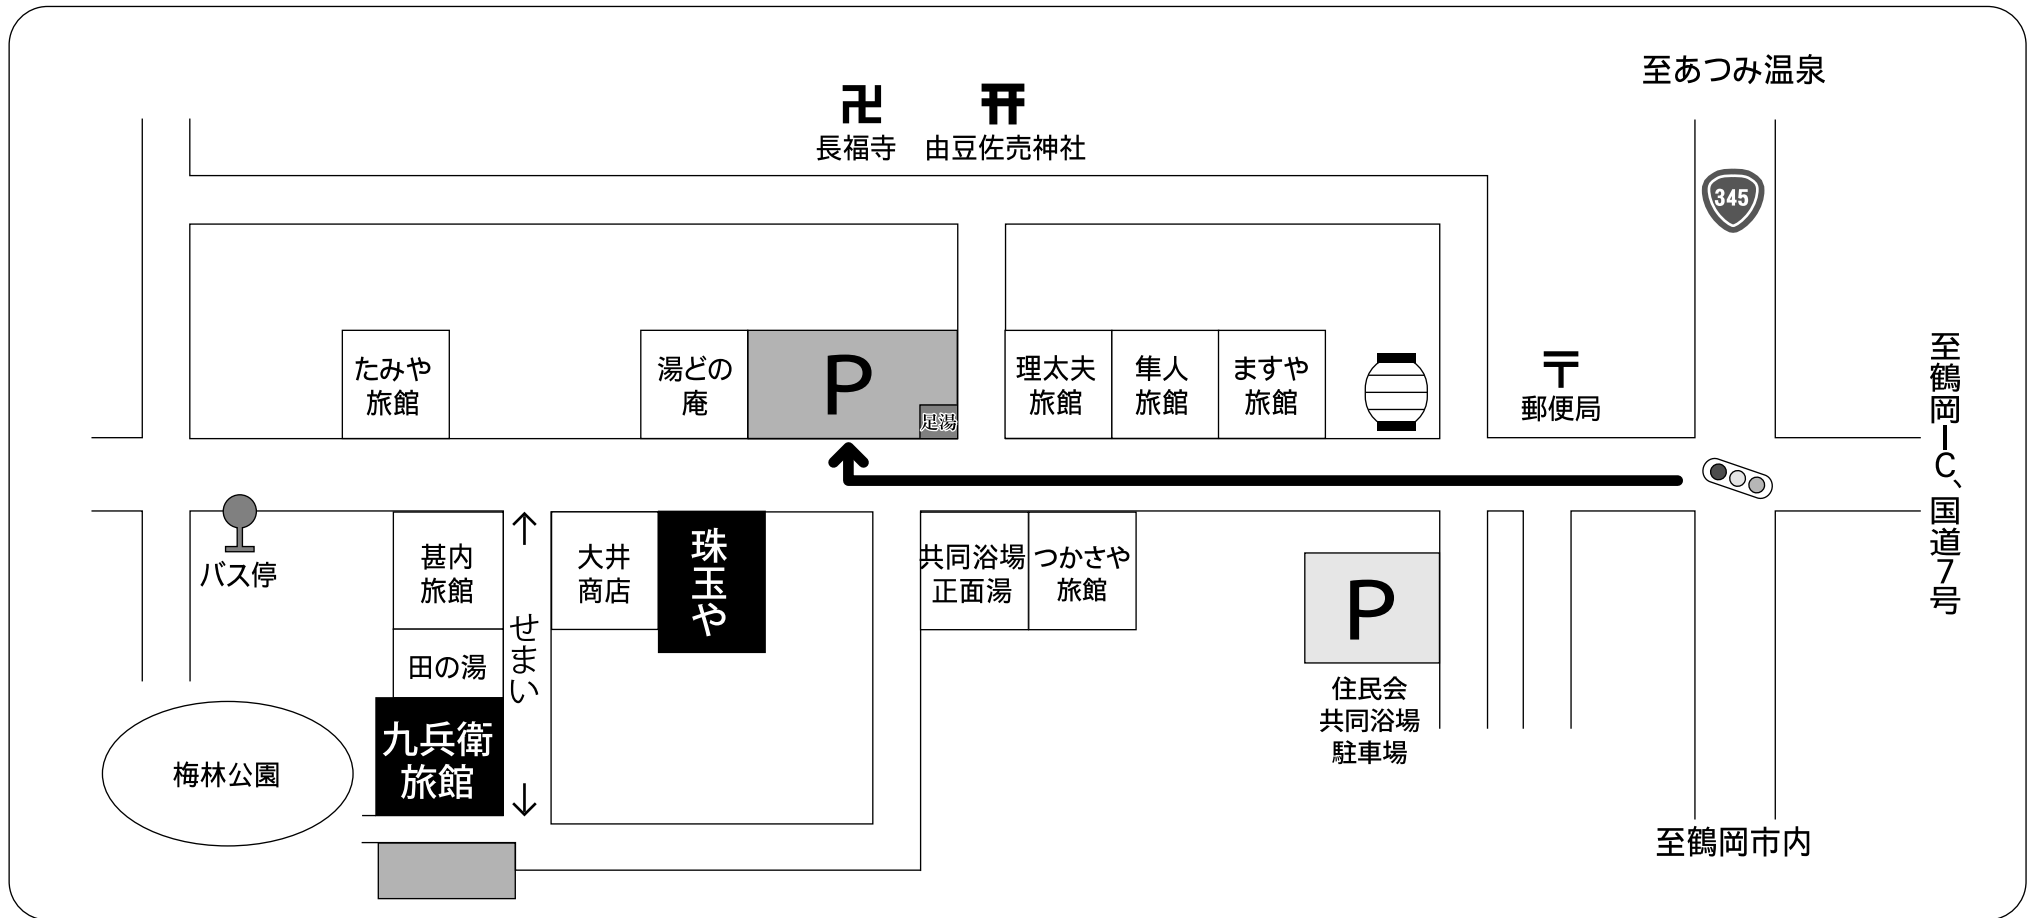 至あつみ温泉
卍
長福寺
由豆佐売神社
345
至鶴岡IC、国道7号
たみや
旅館
湯どの
庵
P
足湯
理太夫
旅館
隼人
旅館
ますや
旅館
〒
郵便局
バス停
甚内
旅館
せまい
大井
商店
珠玉や
共同浴場
正面湯
つかさや
旅館
P
住民会
共同浴場
駐車場
田の湯
九兵衛
旅館
梅林公園
至鶴岡市内